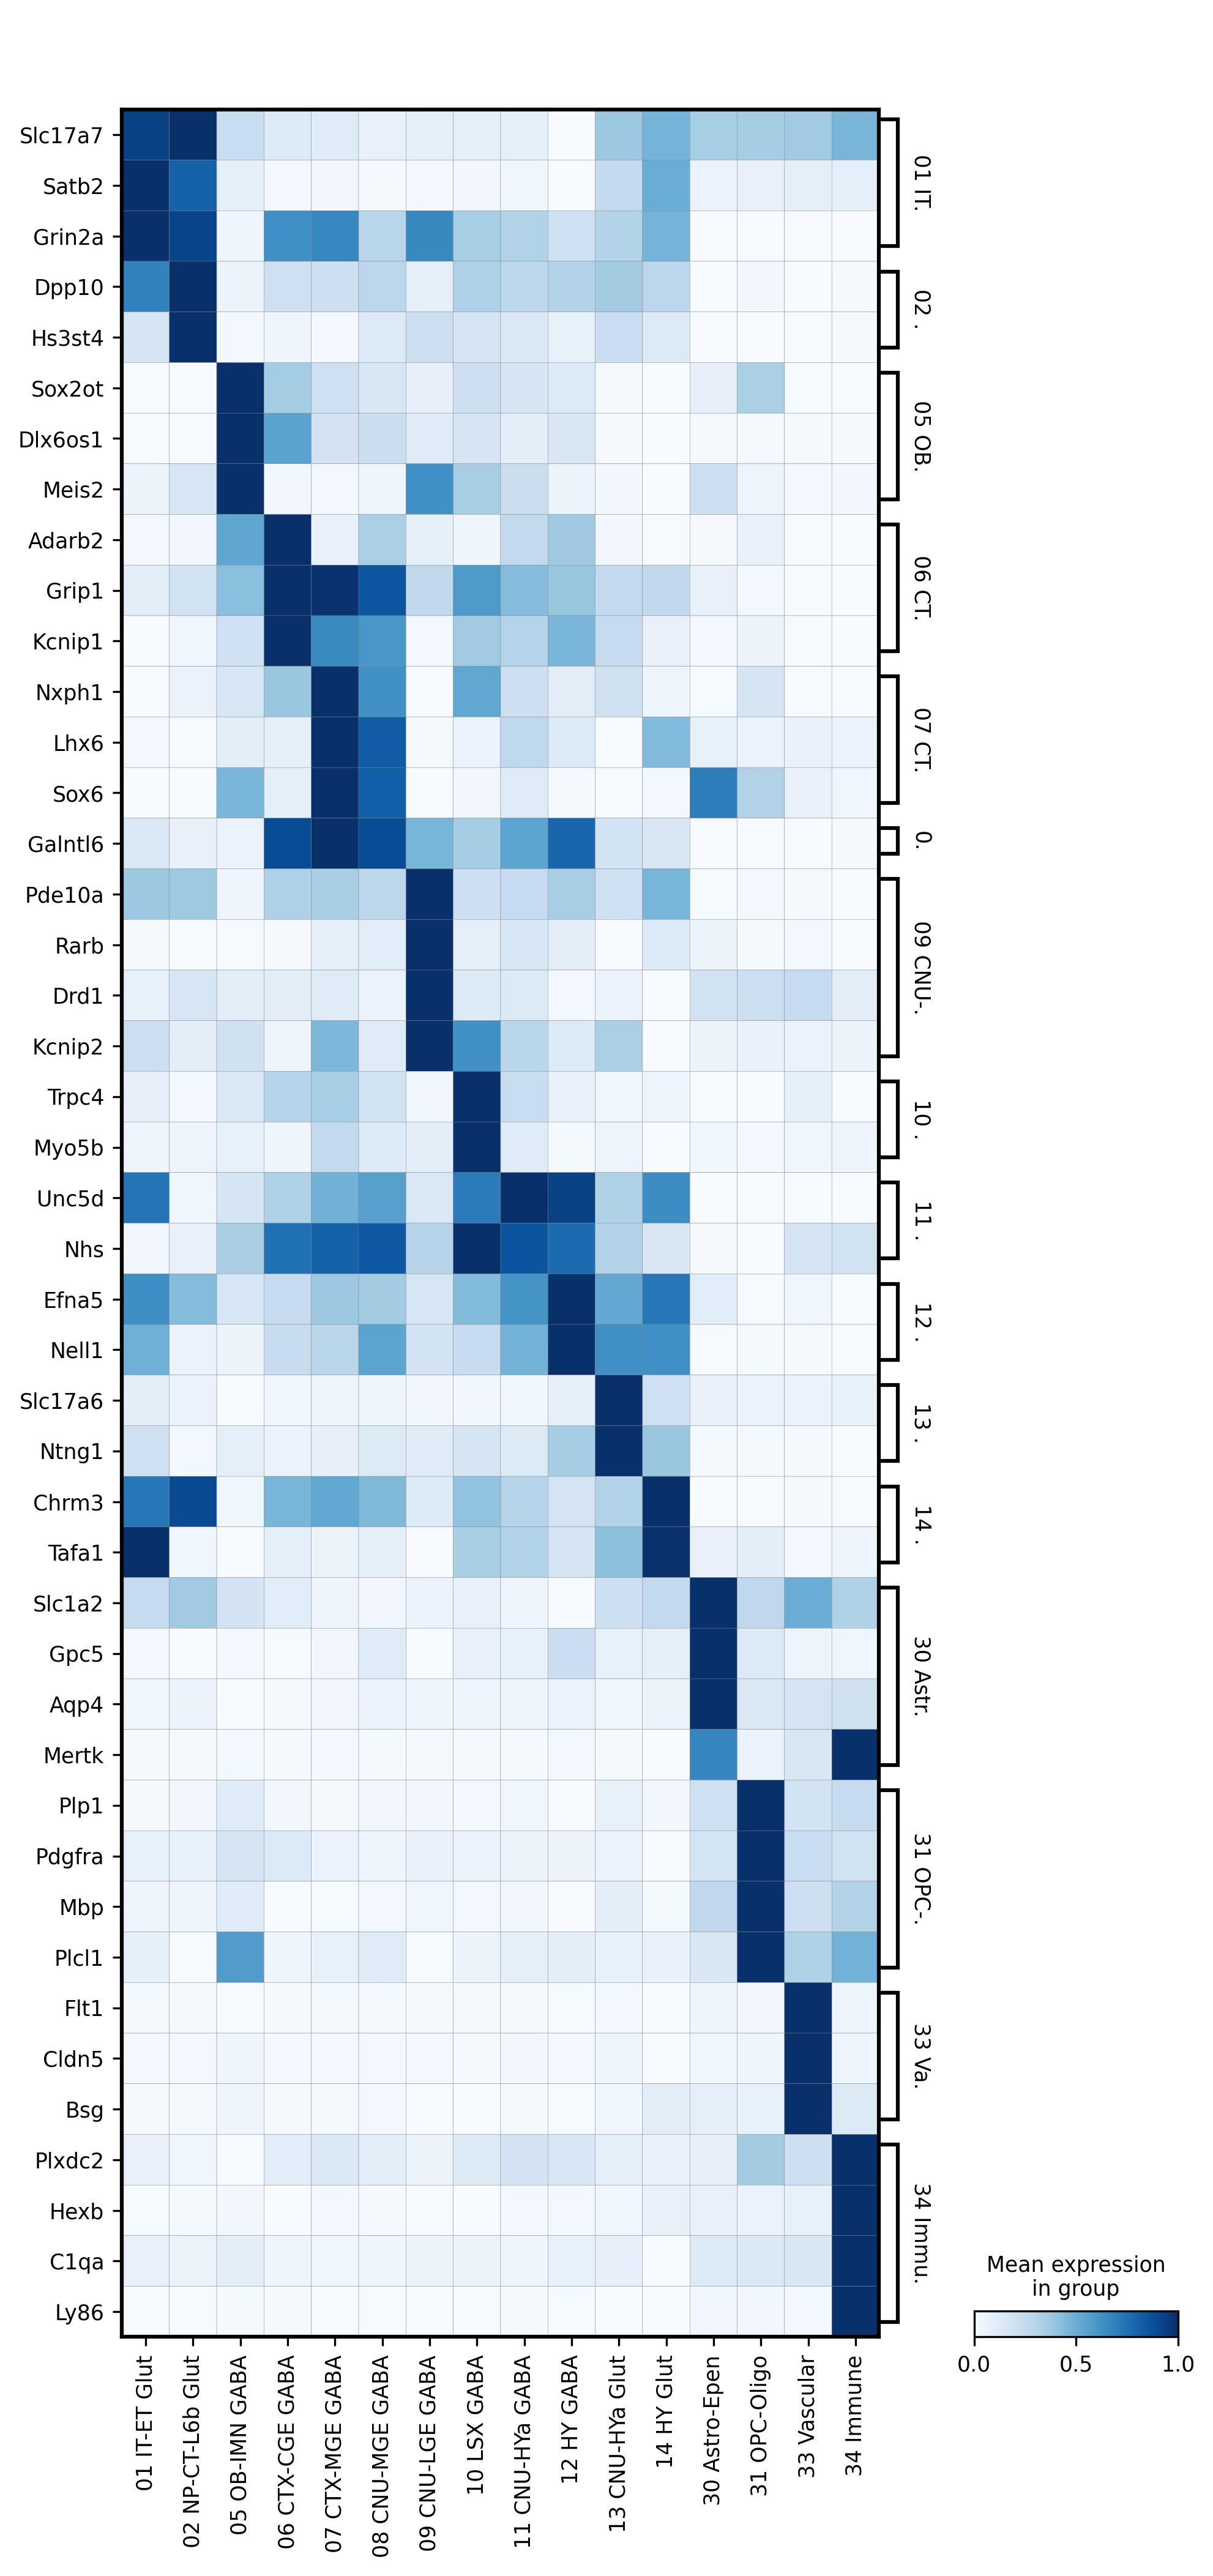 Slc17a7
Satb2
Grin2a
Dpp10
Hs3st4
Sox2ot
Dlx6os1
Meis2
Adarb2
Grip1
Kcnip1
Nxph1
Lhx6
Sox6
Galntl6
Pde10a
Rarb
Drd1
Kcnip2
Trpc4
Myo5b
Unc5d
Nhs
Efna5
Nell1
Slc17a6
Ntng1
Chrm3
Tafa1
Slc1a2
Gpc5
Aqp4
Mertk
Plp1
Pdgfra
Mbp
Plcl1
Flt1
Cldn5
Bsg
Plxdc2
Hexb
C1qa
Ly86
01 IT.
02 .
05 OB.
06 CT.
07 CT.
0.
09 CNU-.
10 .
11 .
12 .
13 .
14 .
30 Astr.
31 OPC-.
33 Va.
34 Immu.
01 IT-ET Glut
02 NP-CT-L6b Glut
05 OB-IMN GABA
06 CTX-CGE GABA
07 CTX-MGE GABA
08 CNU-MGE GABA
09 CNU-LGE GABA
10 LSX GABA
11 CNU-HYa GABA
12 HY GABA
13 CNU-HYa Glut
14 HY Glut
30 Astro-Epen
31 OPC-Oligo
33 Vascular
34 Immune
Mean expression
in group
0.0 0.5 1.0